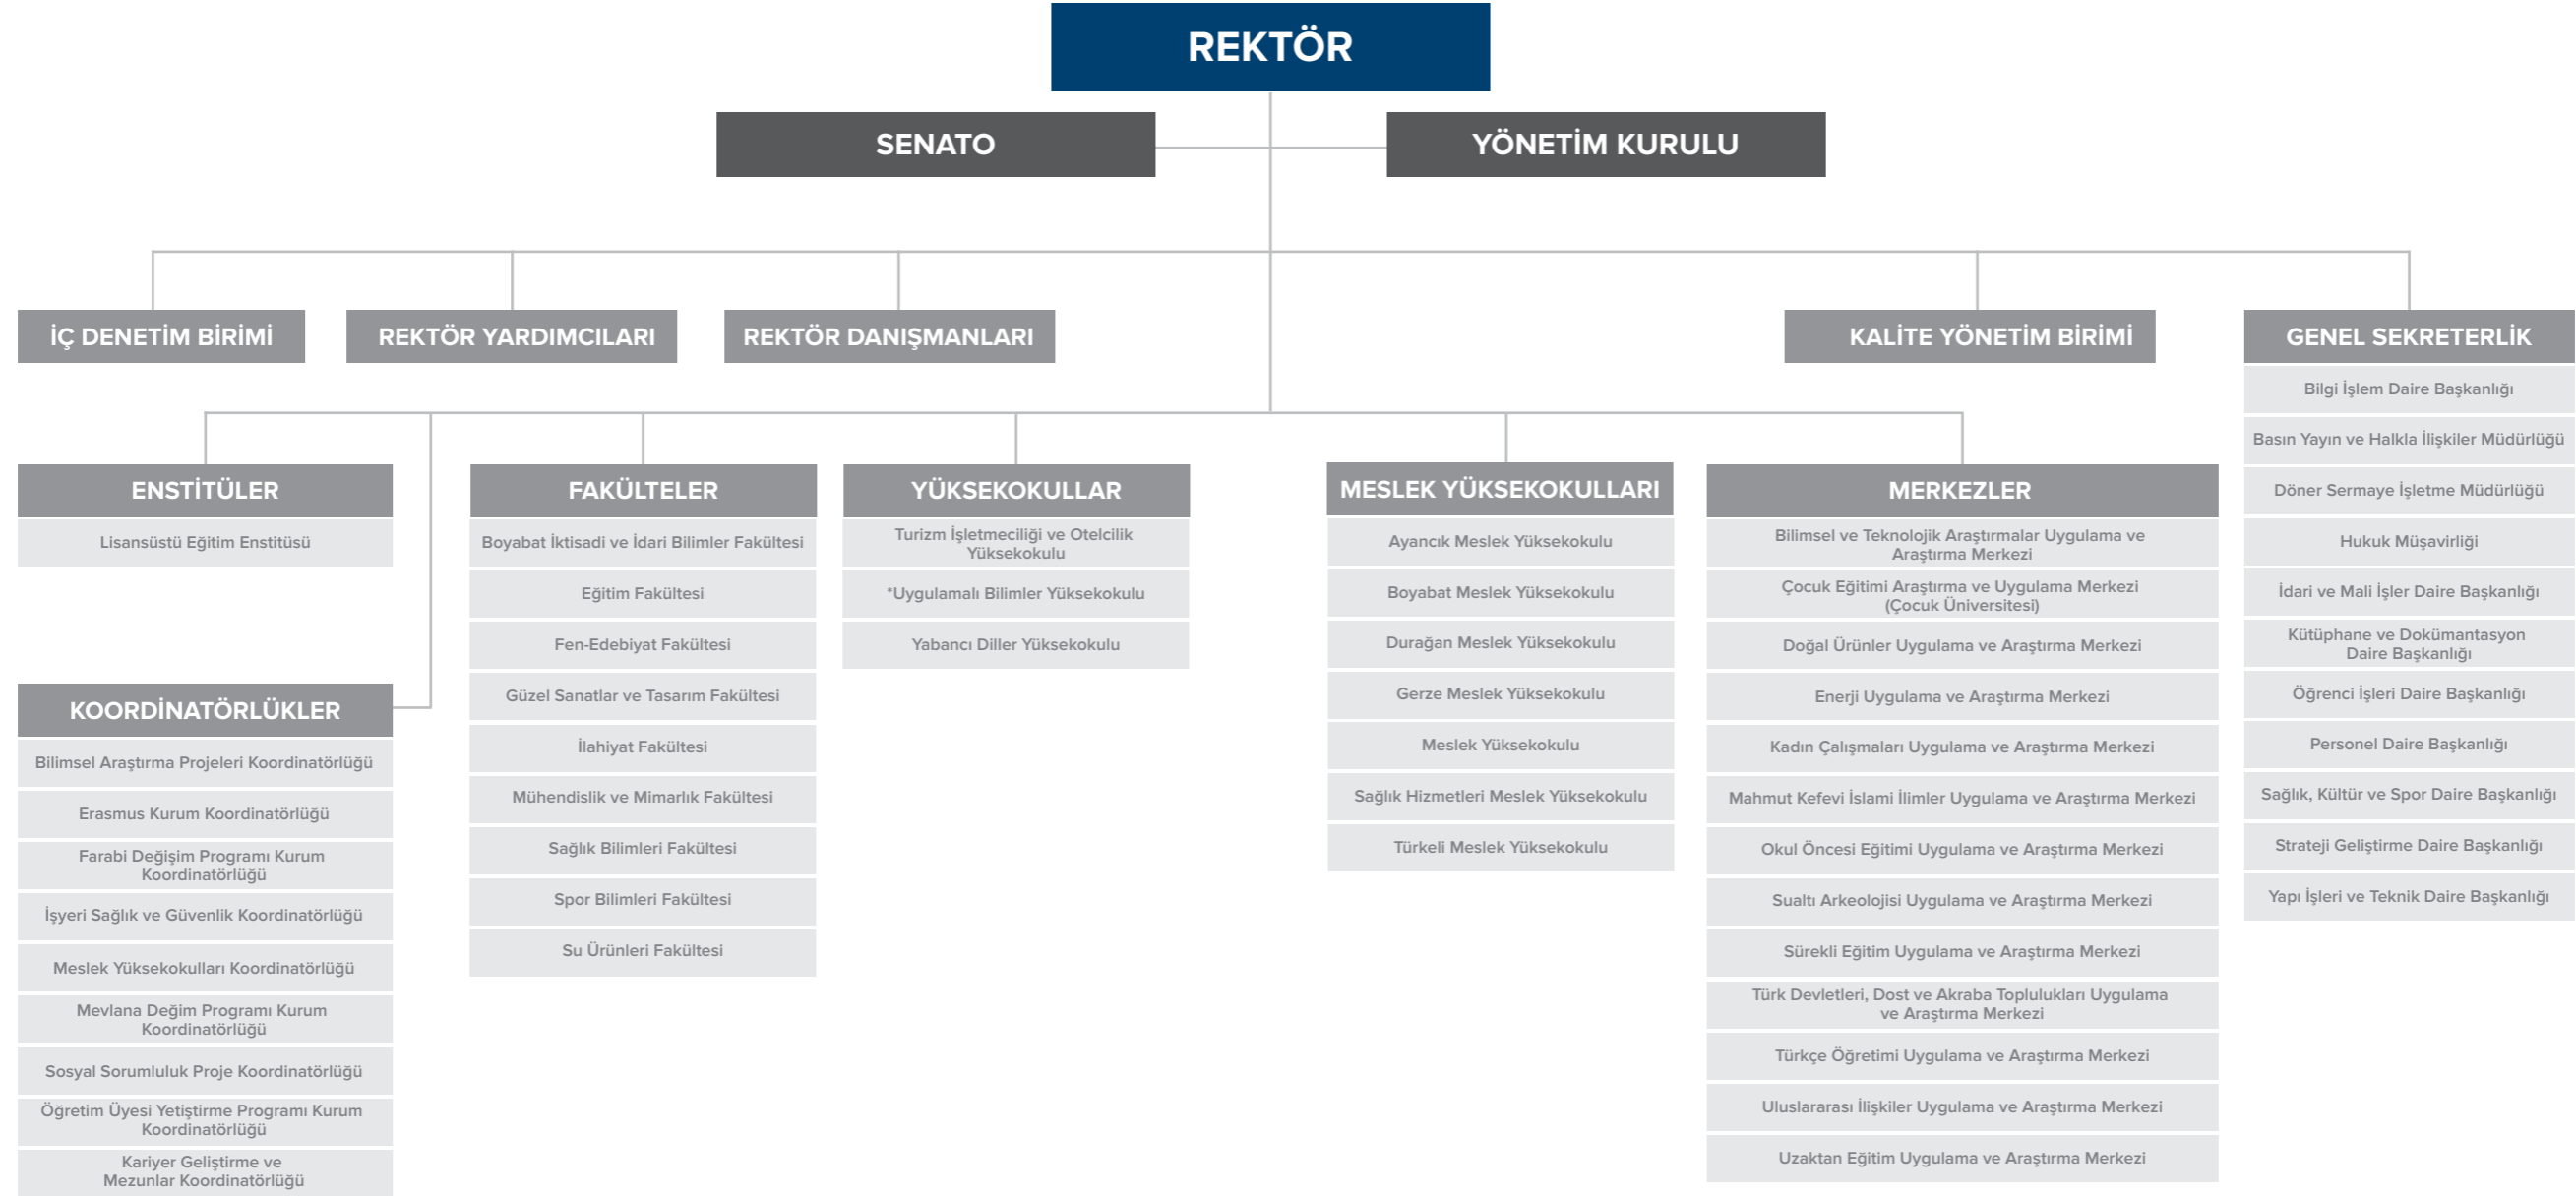 REKTÖR
SENATO
YÖNETİM KURULU
İÇ DENETİM BİRİMİ
REKTÖR YARDIMCILARI
REKTÖR DANIŞMANLARI
KALİTE YÖNETİM BİRİMİ
GENEL SEKRETERLİK
Bilgi İşlem Daire Başkanlığı
Basın Yayın ve Halkla İlişkiler Müdürlüğü
Döner Sermaye İşletme Müdürlüğü
Hukuk Müşavirliği
İdari ve Mali İşler Daire Başkanlığı
Kütüphane ve Dokümantasyon
Daire Başkanlığı
Öğrenci İşleri Daire Başkanlığı
Personel Daire Başkanlığı
Sağlık, Kültür ve Spor Daire Başkanlığı
Strateji Geliştirme Daire Başkanlığı
Yapı İşleri ve Teknik Daire Başkanlığı
ENSTİTÜLER
Lisansüstü Eğitim Enstitüsü
KOORDİNATÖRLÜKLER
Bilimsel Araştırma Projeleri Koordinatörlüğü
Erasmus Kurum Koordinatörlüğü
Farabi Değişim Programı Kurum
Koordinatörlüğü
İşyeri Sağlık ve Güvenlik Koordinatörlüğü
Meslek Yüksekokulları Koordinatörlüğü
Mevlana Değim Programı Kurum
Koordinatörlüğü
Sosyal Sorumluluk Proje Koordinatörlüğü
Öğretim Üyesi Yetiştirme Programı Kurum
Koordinatörlüğü
Kariyer Geliştirme ve
Mezunlar Koordinatörlüğü
FAKÜLTELER
Boyabat İktisadi ve İdari Bilimler Fakültesi
Eğitim Fakültesi
Fen-Edebiyat Fakültesi
Güzel Sanatlar ve Tasarım Fakültesi
İlahiyat Fakültesi
Mühendislik ve Mimarlık Fakültesi
Sağlık Bilimleri Fakültesi
Spor Bilimleri Fakültesi
Su Ürünleri Fakültesi
YÜKSEKOKULLAR
Turizm İşletmeciliği ve Otelcilik
Yüksekokulu
*Uygulamalı Bilimler Yüksekokulu
Yabancı Diller Yüksekokulu
MESLEK YÜKSEKOKULLARI
Ayancık Meslek Yüksekokulu
Boyabat Meslek Yüksekokulu
Durağan Meslek Yüksekokulu
Gerze Meslek Yüksekokulu
Meslek Yüksekokulu
Sağlık Hizmetleri Meslek Yüksekokulu
Türkeli Meslek Yüksekokulu
MERKEZLER
Bilimsel ve Teknolojik Araştırmalar Uygulama ve
Araştırma Merkezi
Çocuk Eğitimi Araştırma ve Uygulama Merkezi
(Çocuk Üniversitesi)
Doğal Ürünler Uygulama ve Araştırma Merkezi
Enerji Uygulama ve Araştırma Merkezi
Kadın Çalışmaları Uygulama ve Araştırma Merkezi
Mahmut Kefevi İslami İlimler Uygulama ve Araştırma Merkezi
Okul Öncesi Eğitimi Uygulama ve Araştırma Merkezi
Sualtı Arkeolojisi Uygulama ve Araştırma Merkezi
Sürekli Eğitim Uygulama ve Araştırma Merkezi
Türk Devletleri, Dost ve Akraba Toplulukları Uygulama
ve Araştırma Merkezi
Türkçe Öğretimi Uygulama ve Araştırma Merkezi
Uluslararası İlişkiler Uygulama ve Araştırma Merkezi
Uzaktan Eğitim Uygulama ve Araştırma Merkezi